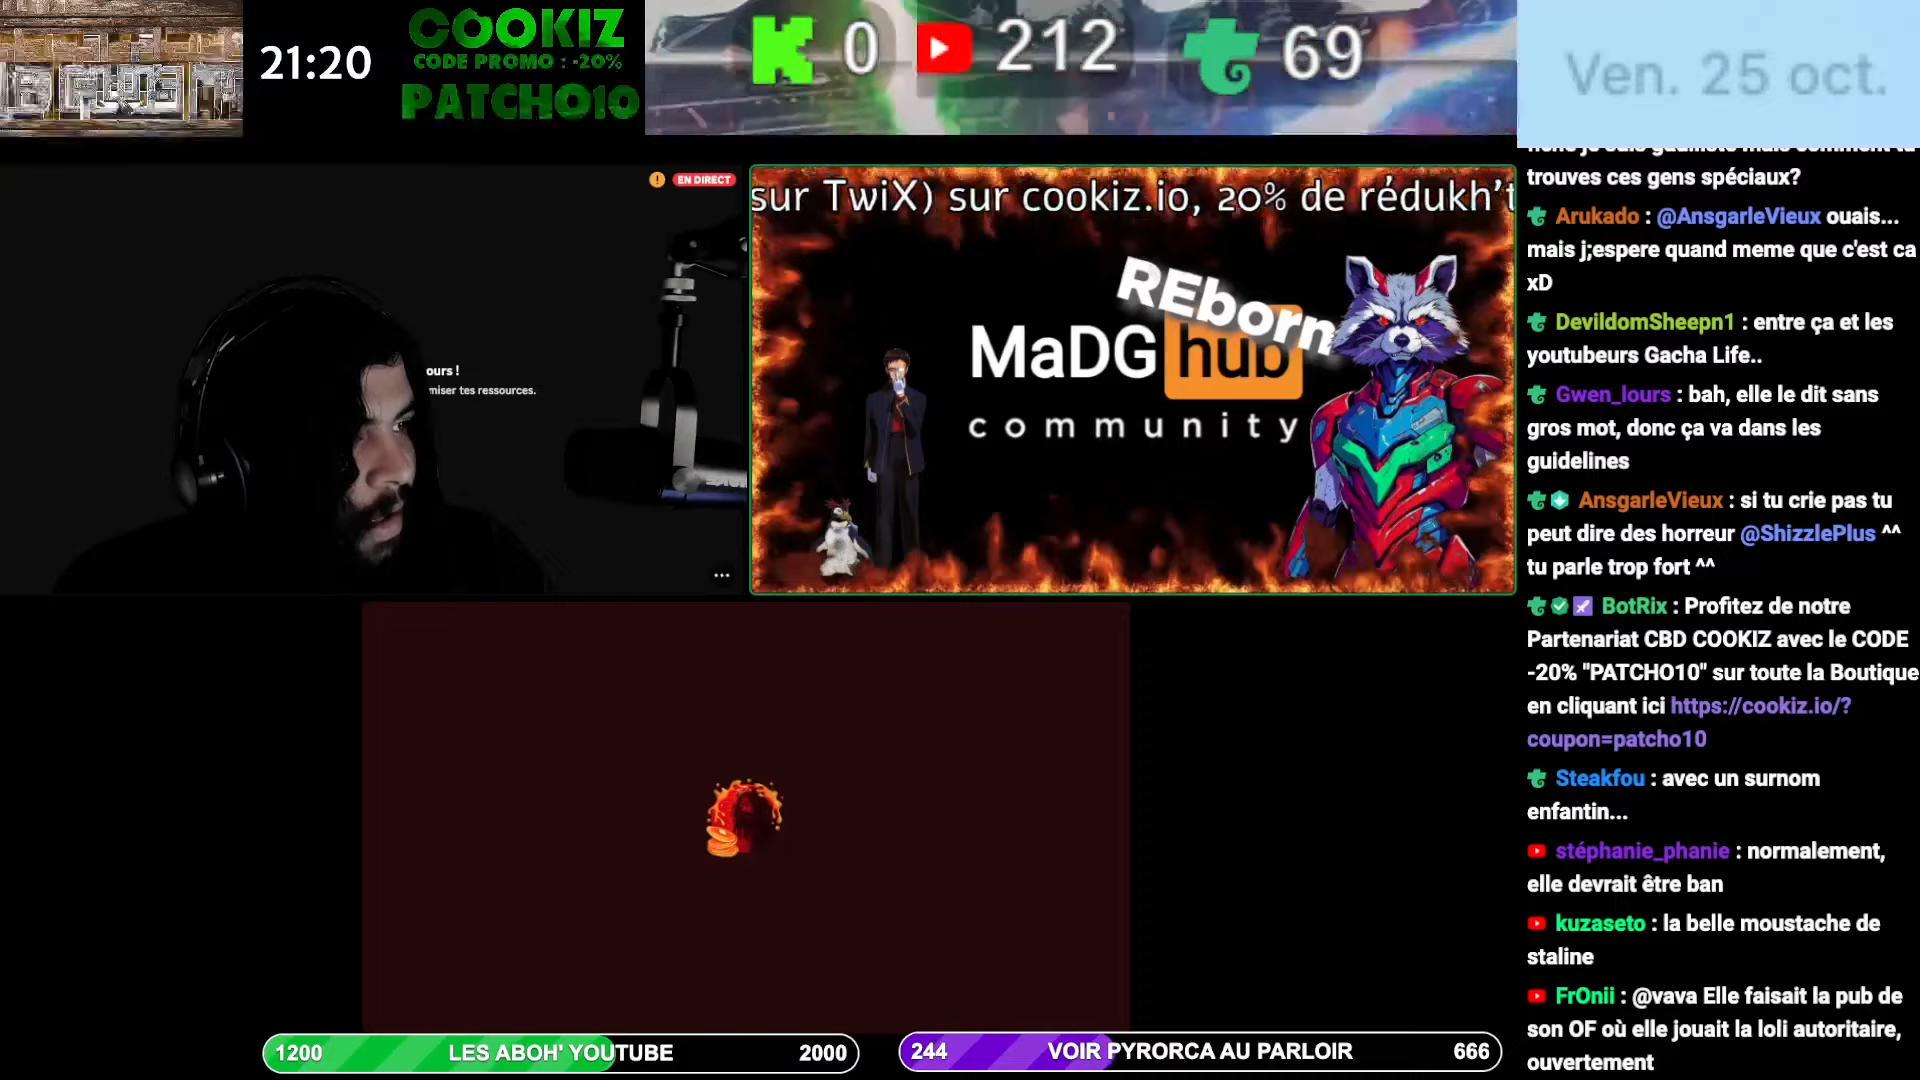 21:20
COOKIZ
CODE PROMO : -20%
PATCHO10
0
212
69
Ven. 25 oct.
EN DIRECT
ours !
miser tes ressources.
sur TwiX) sur cookiz.io, 20% de rédukh't
REborn
MaDG hub
community
trouves ces gens spéciaux?
Arukado : @AnsgarleVieux ouais...
mais j;espere quand meme que c'est ca
xD
DevildomSheepn1 : entre ça et les
youtubeurs Gacha Life..
Gwen_lours : bah, elle le dit sans
gros mot, donc ça va dans les
guidelines
AnsgarleVieux : si tu crie pas tu
peut dire des horreur @ShizzlePlus ^^
tu parle trop fort ^^
BotRix : Profitez de notre
Partenariat CBD COOKIZ avec le CODE
-20% "PATCHO10" sur toute la Boutique
en cliquant ici https://cookiz.io/?
coupon=patcho10
Steakfou : avec un surnom
enfantin...
stéphanie_phanie : normalement,
elle devrait être ban
kuzaseto : la belle moustache de
staline
FrOnii : @vava Elle faisait la pub de
son OF où elle jouait la loli autoritaire,
ouvertement
1200 LES ABOH' YOUTUBE 2000
244 VOIR PYRORCA AU PARLOIR 666